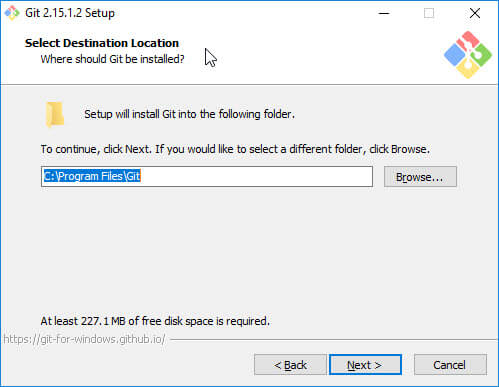 Git 2.15.1.2 Setup
Select Destination Location
Where should Git be installed?
Setup will install Git into the following folder.
To continue, click Next. If you would like to select a different folder, click Browse.
C:\Program Files\Git
Browse...
At least 227.1 MB of free disk space is required.
https://git-for-windows.github.io/
< Back
Next >
Cancel